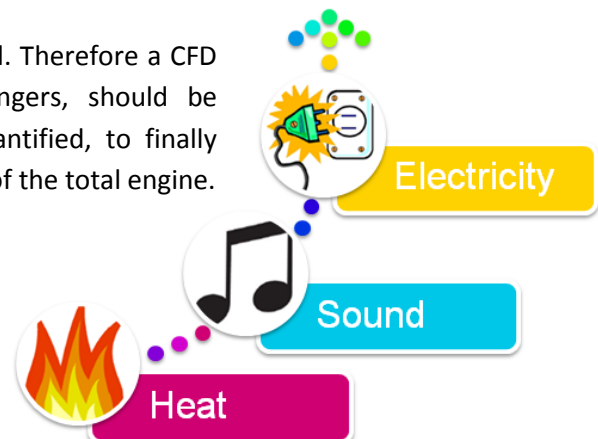 l. Therefore a CFD
ngers, should be
antified, to finally
of the total engine.
Electricity
Sound
Heat